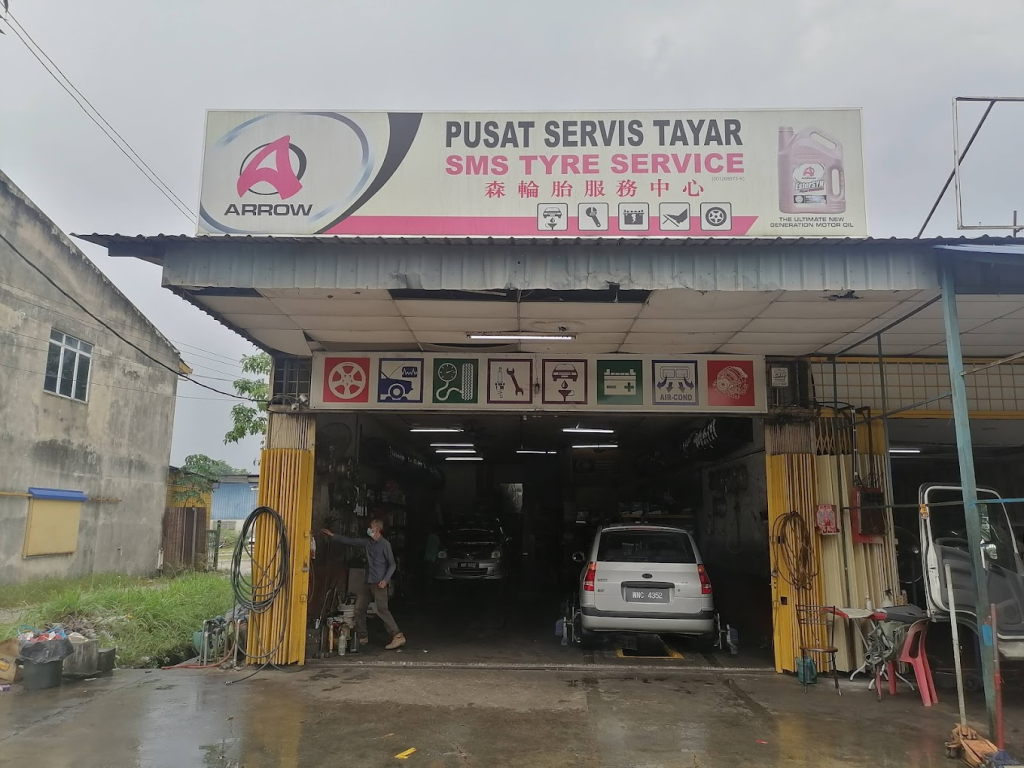 PUSAT SERVIS TAYAR
SMS TYRE SERVICE
森輪胎服務中心
ARROW
THE ULTIMATE NEW
GENERATION MOTOR OIL
AIR-COND
WNC 4352